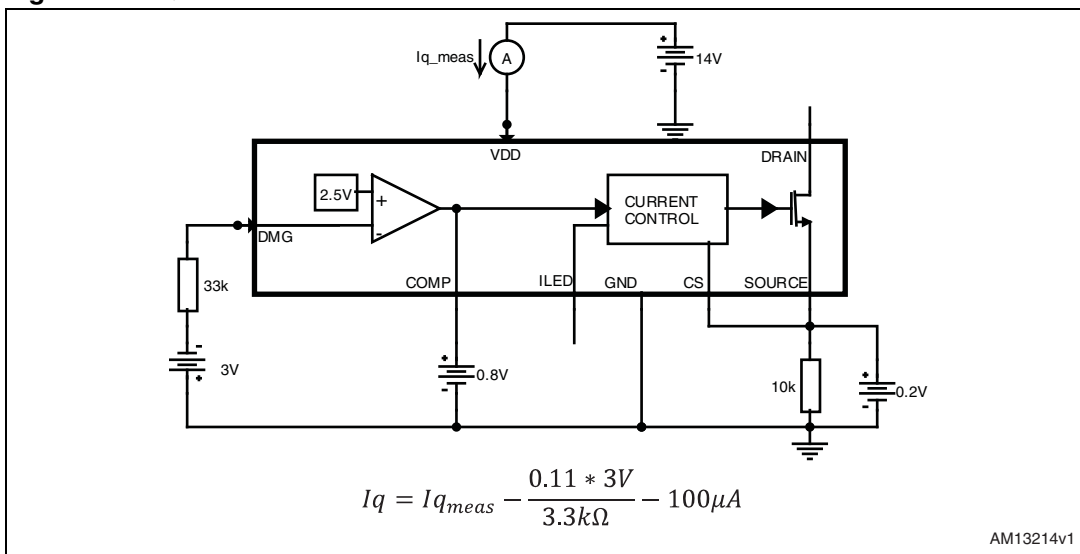 Iq_meas
A
+
-
14V
VDD
DRAIN
2.5V
+
-
CURRENT
CONTROL
DMG
COMP
ILED
GND
CS
SOURCE
33k
-
+
3V
+
-
0.8V
10k
+
-
0.2V
Iq = Iq_meas − (0.11 * 3V)/(3.3kΩ) − 100μA
AM13214v1